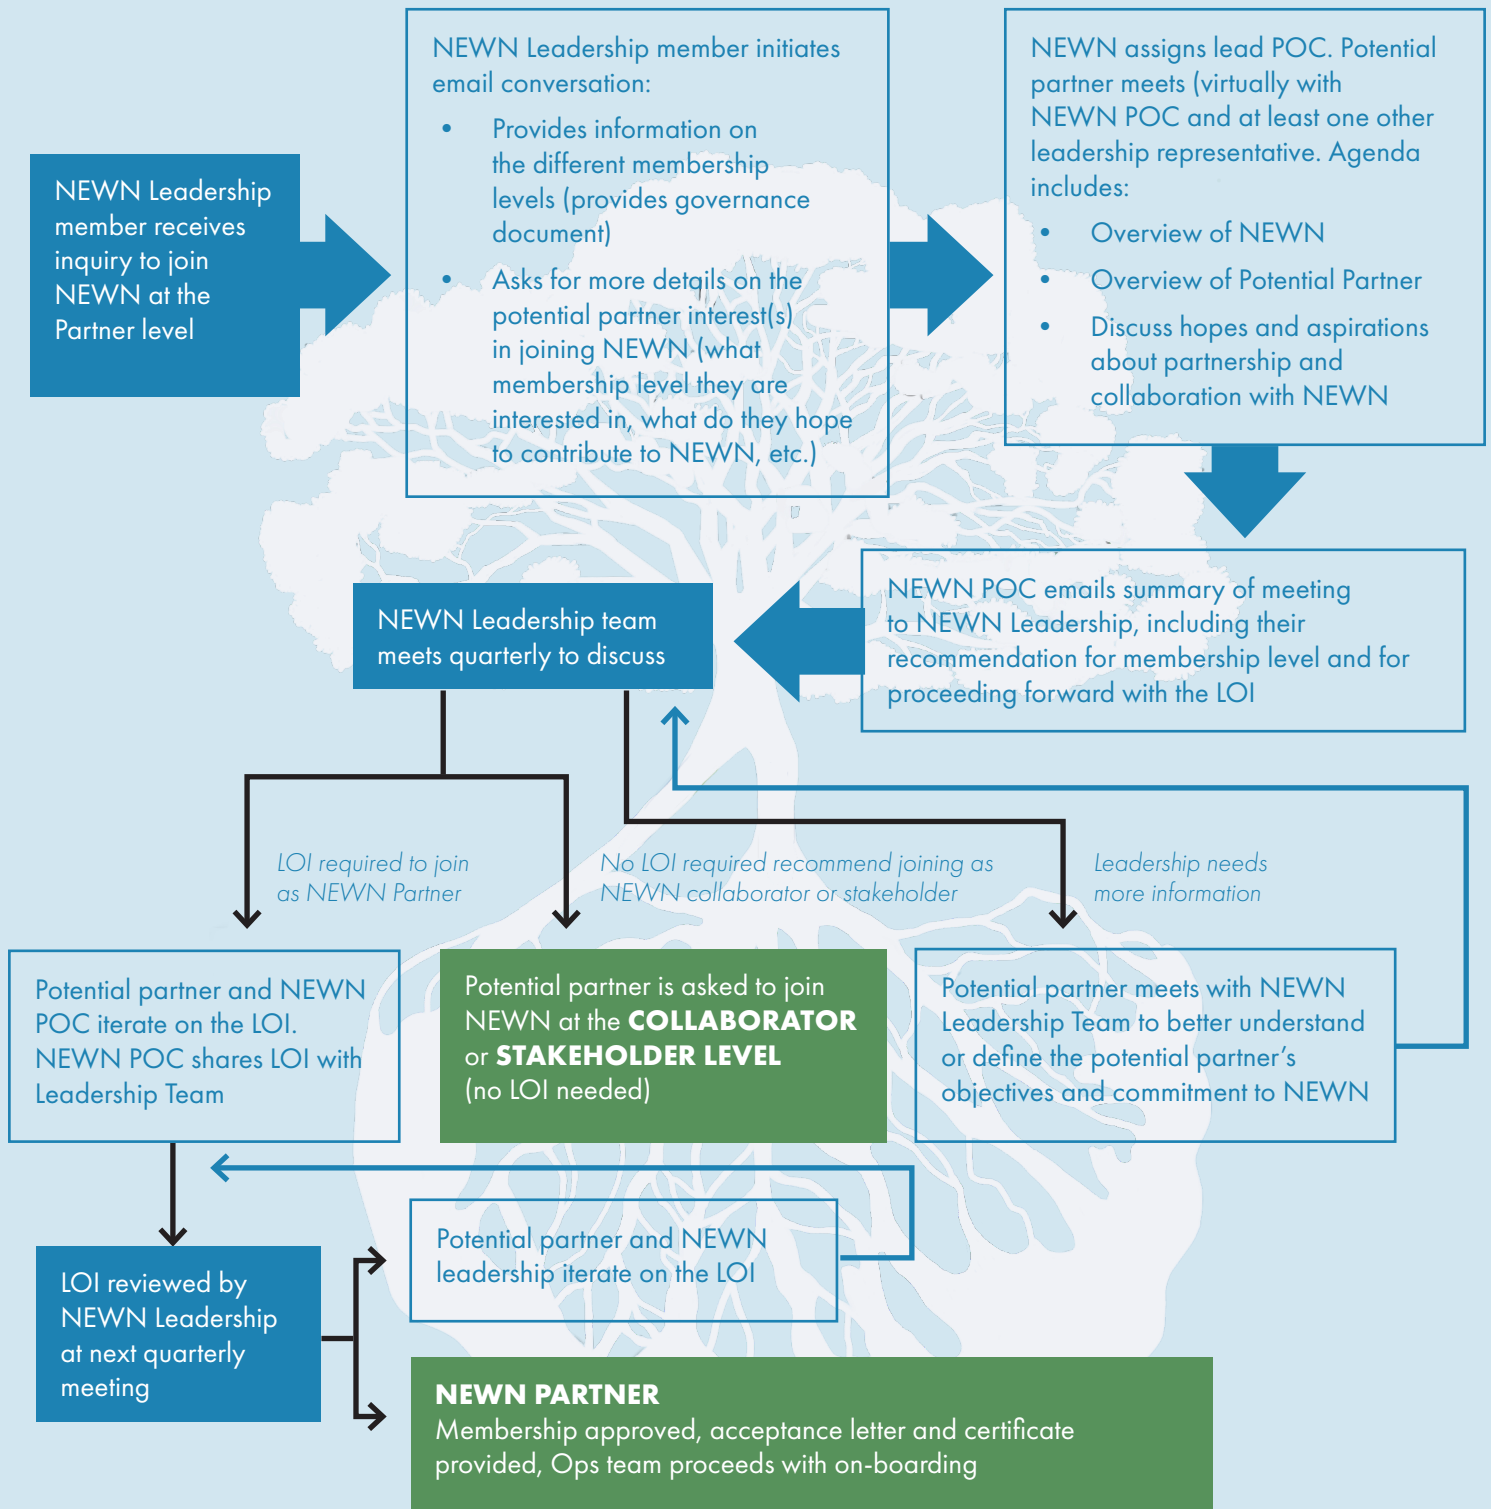 NEWN Leadership
member receives
inquiry to join
NEWN at the
Partner level
NEWN Leadership member initiates
email conversation:
• Provides information on
the different membership
levels (provides governance
document)
• Asks for more details on the
potential partner interest(s)
in joining NEWN (what
membership level they are
interested in, what do they hope
to contribute to NEWN, etc.)
NEWN assigns lead POC. Potential
partner meets (virtually with
NEWN POC and at least one other
leadership representative. Agenda
includes:
• Overview of NEWN
• Overview of Potential Partner
• Discuss hopes and aspirations
about partnership and
collaboration with NEWN
NEWN POC emails summary of meeting
to NEWN Leadership, including their
recommendation for membership level and for
proceeding forward with the LOI
NEWN Leadership team
meets quarterly to discuss
LOI required to join
as NEWN Partner
No LOI required recommend joining as
NEWN collaborator or stakeholder
Leadership needs
more information
Potential partner and NEWN
POC iterate on the LOI.
NEWN POC shares LOI with
Leadership Team
Potential partner is asked to join
NEWN at the COLLABORATOR
or STAKEHOLDER LEVEL
(no LOI needed)
Potential partner meets with NEWN
Leadership Team to better understand
or define the potential partner's
objectives and commitment to NEWN
LOI reviewed by
NEWN Leadership
at next quarterly
meeting
Potential partner and NEWN
leadership iterate on the LOI
NEWN PARTNER
Membership approved, acceptance letter and certificate
provided, Ops team proceeds with on-boarding